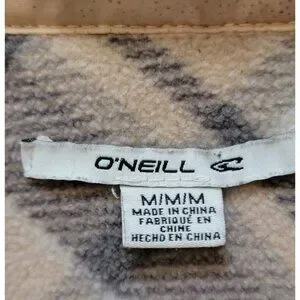 O'NEILL
M/M/M
MADE IN CHINA
FABRIQUÉ EN
CHINE
HECHO EN CHINA